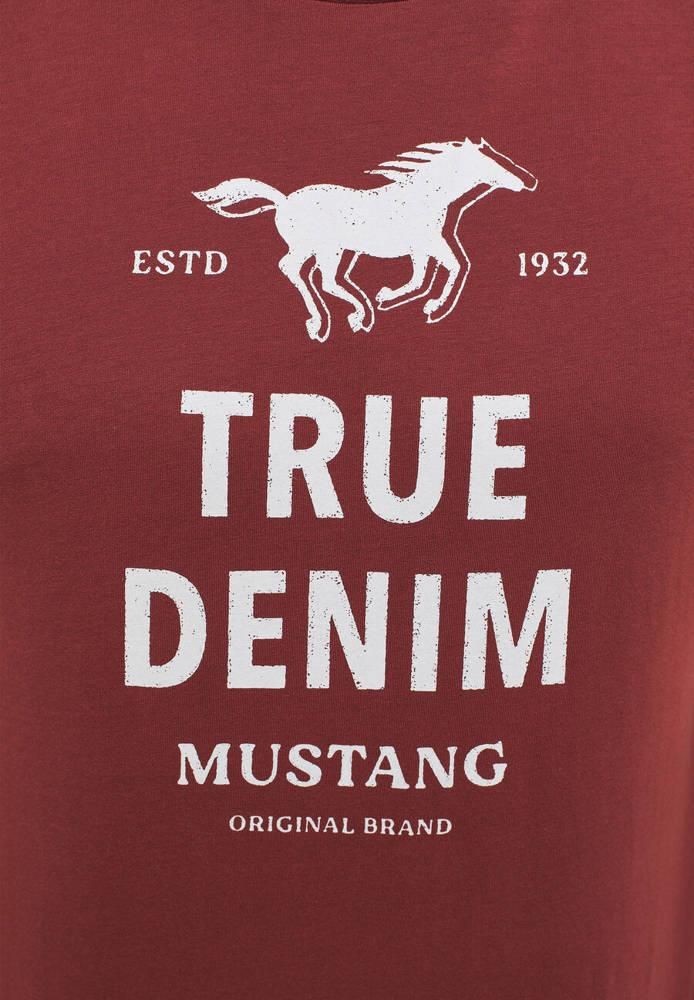 ESTD 1932
TRUE
DENIM
MUSTANG
ORIGINAL BRAND